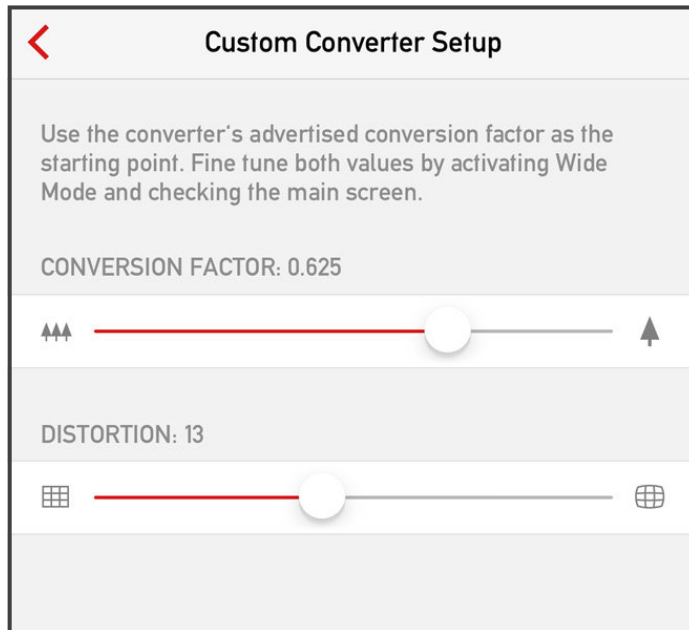 Custom Converter Setup
Use the converter‘s advertised conversion factor as the
starting point. Fine tune both values by activating Wide
Mode and checking the main screen.
CONVERSION FACTOR: 0.625
DISTORTION: 13